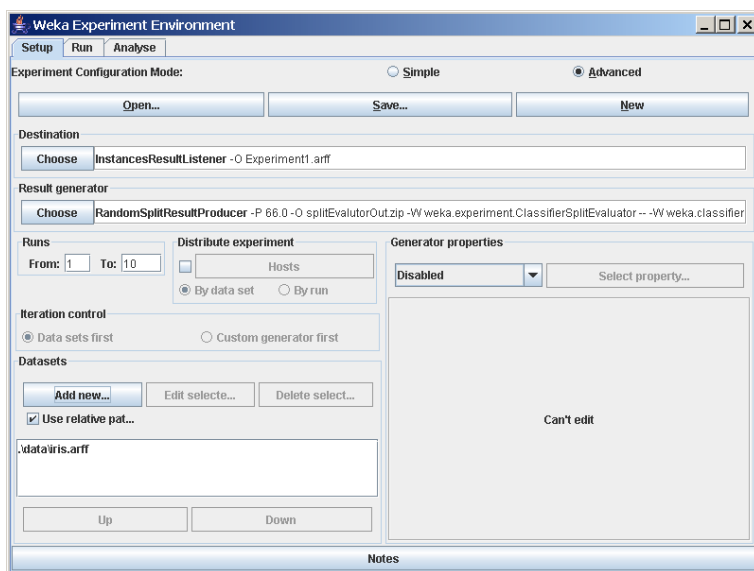 Weka Experiment Environment
Setup Run Analyse
Experiment Configuration Mode: Simple Advanced
Open... Save... New
Destination
Choose InstancesResultListener -O Experiment1.arff
Result generator
Choose RandomSplitResultProducer -P 66.0 -O splitEvalutorOut.zip -W weka.experiment.ClassifierSplitEvaluator -- -W weka.classifier
Runs Distribute experiment Generator properties
From: 1 To: 10 Hosts Disabled Select property...
By data set By run
Iteration control
Data sets first Custom generator first
Datasets
Add new... Edit selecte... Delete select...
Use relative pat... Can't edit
.\data\iris.arff
Up Down
Notes